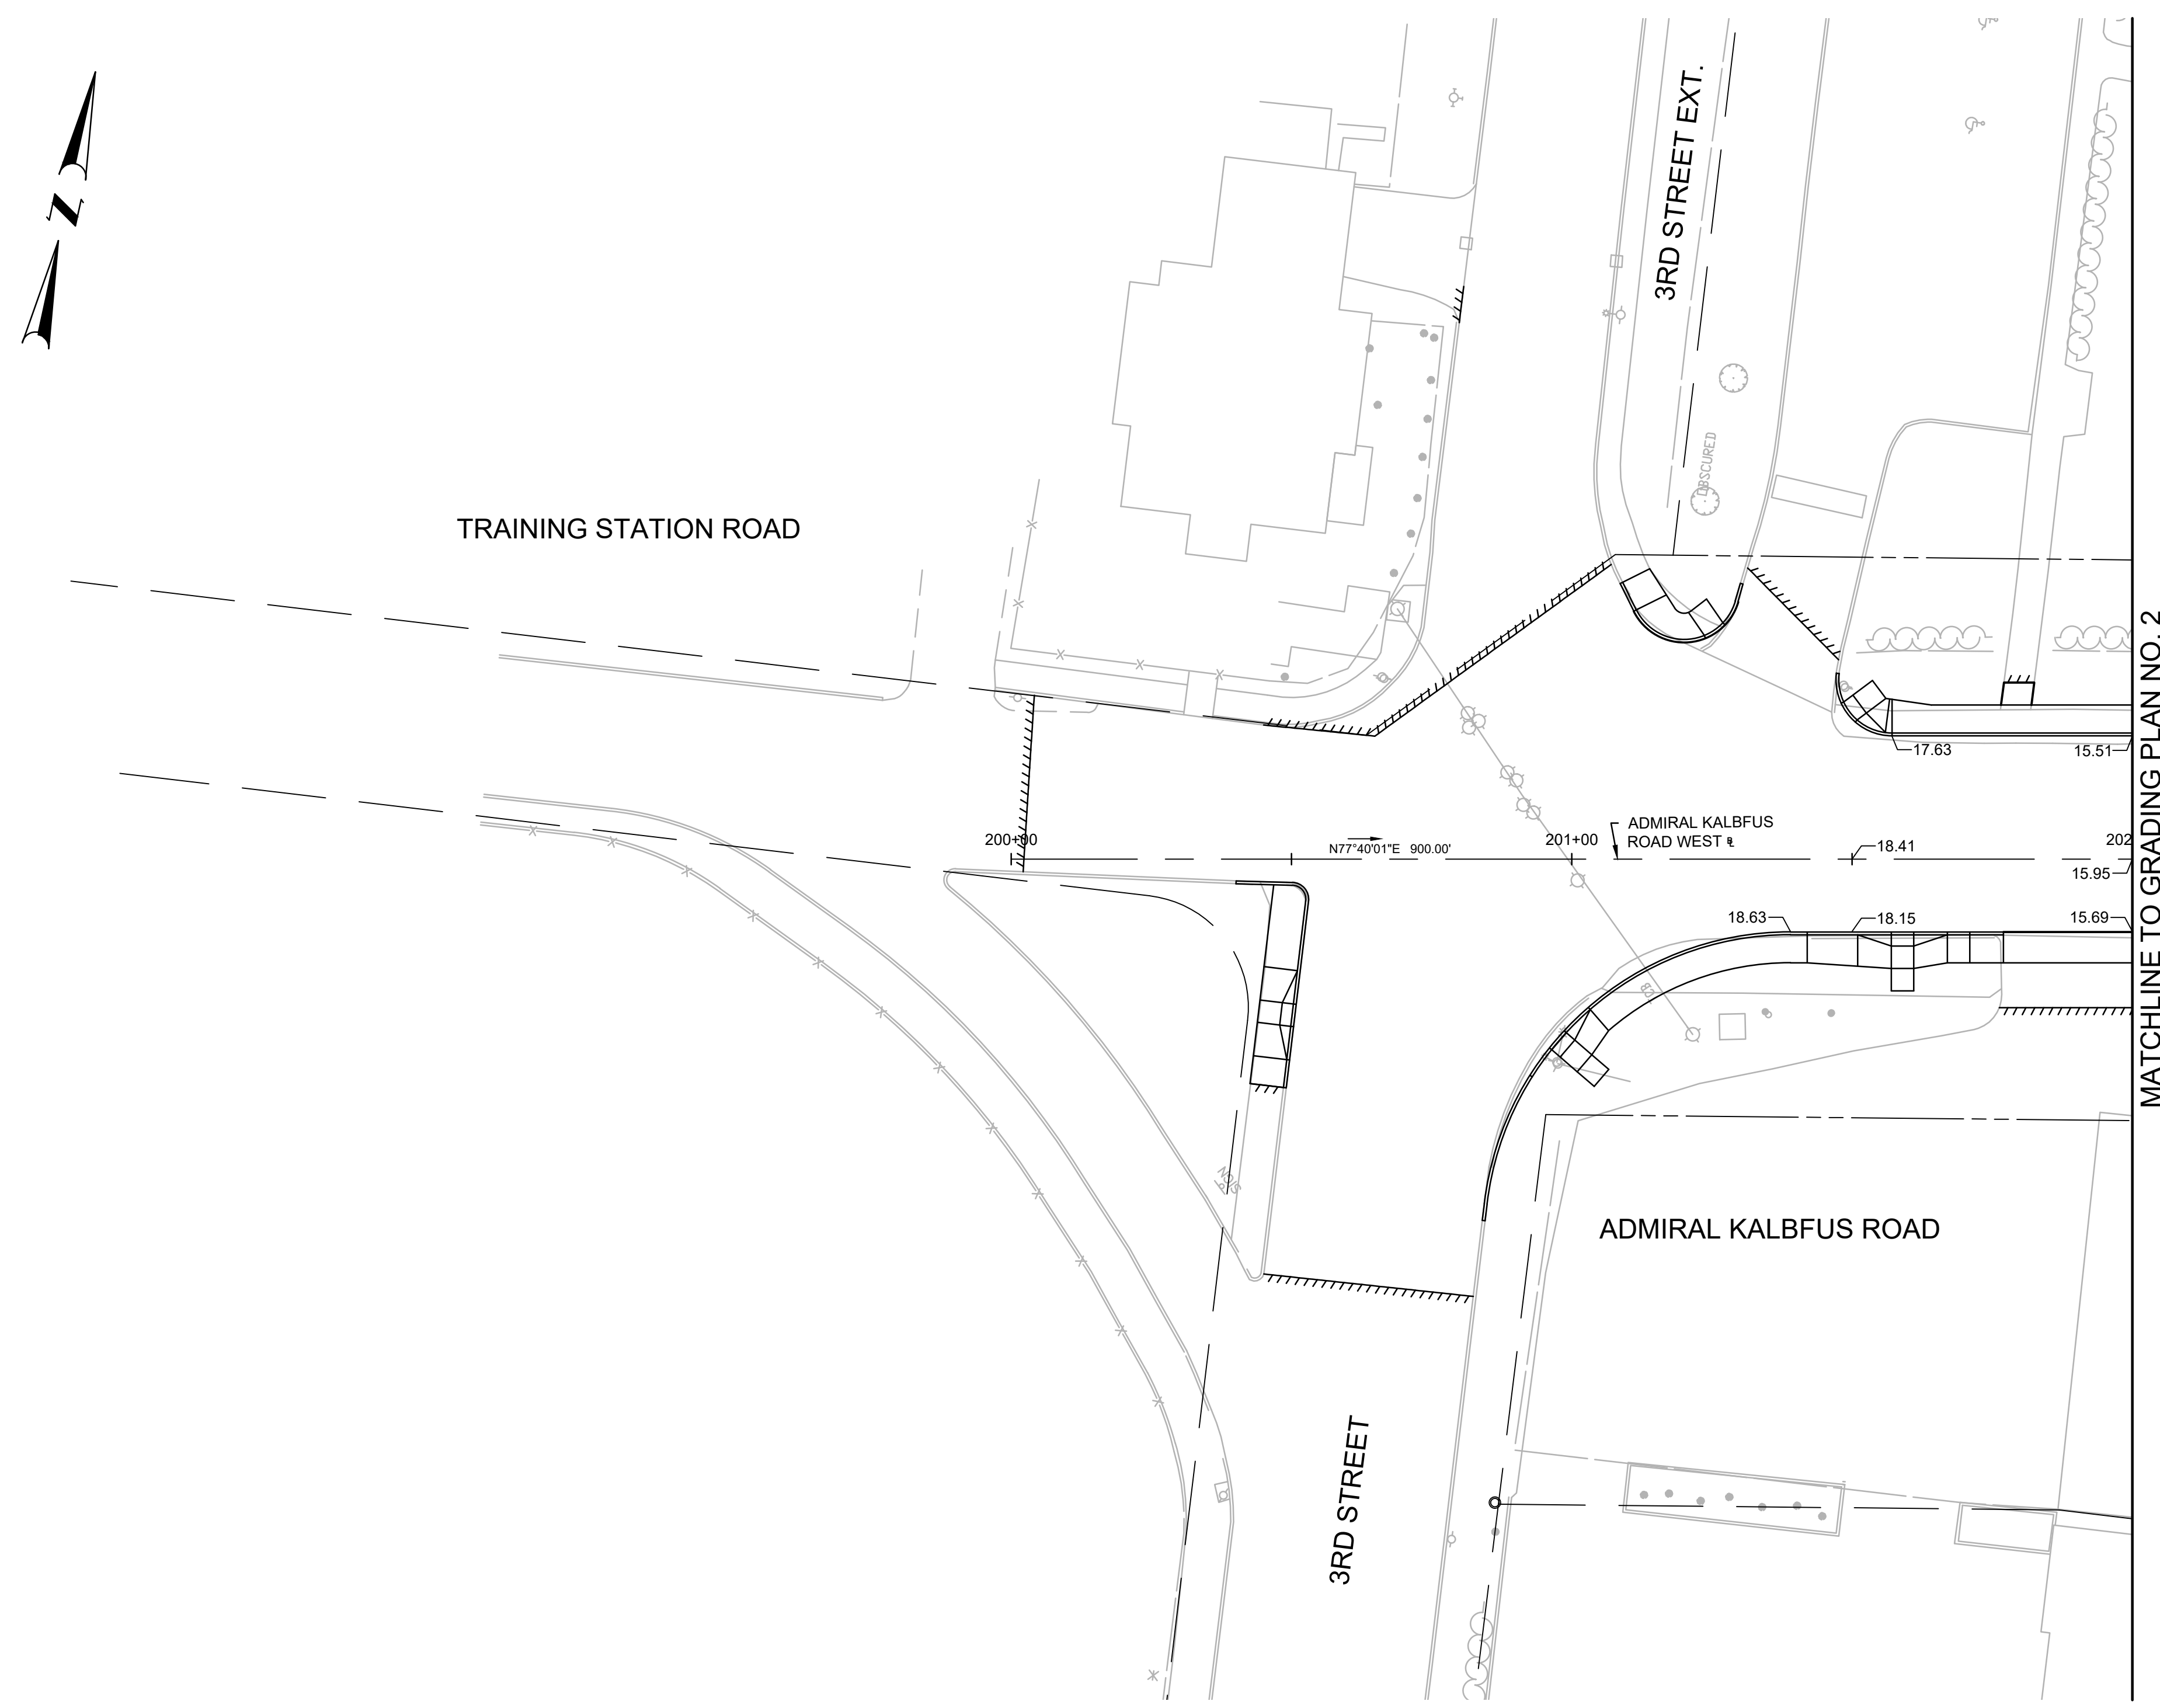 3RD STREET EXT.
N
OBSCURED
TRAINING STATION ROAD
17.63
15.51
MATCHLINE TO GRADING PLAN NO. 2
ADMIRAL KALBFUS
ROAD WEST
200+00
N77°40'01"E 900.00'
201+00
18.41
202
15.95
18.63
18.15
15.69
SIGN
ADMIRAL KALBFUS ROAD
3RD STREET